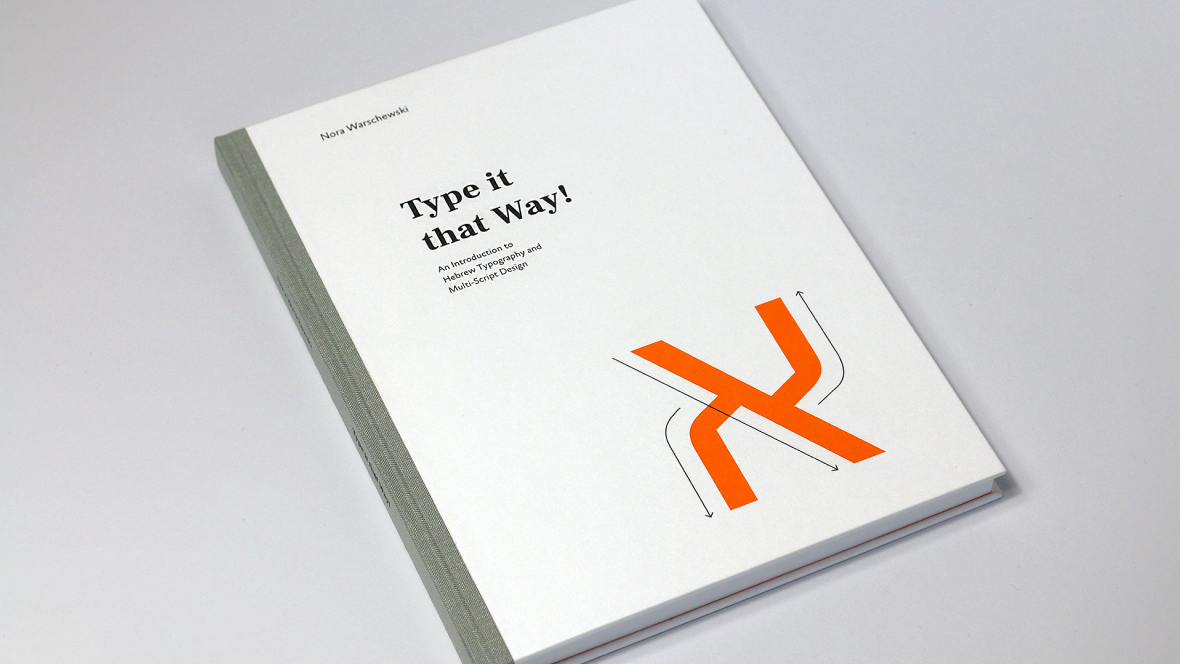 Nora Warschewski
Type it
that Way!
An Introduction to
Hebrew Typography and
Multi-Script Design
א